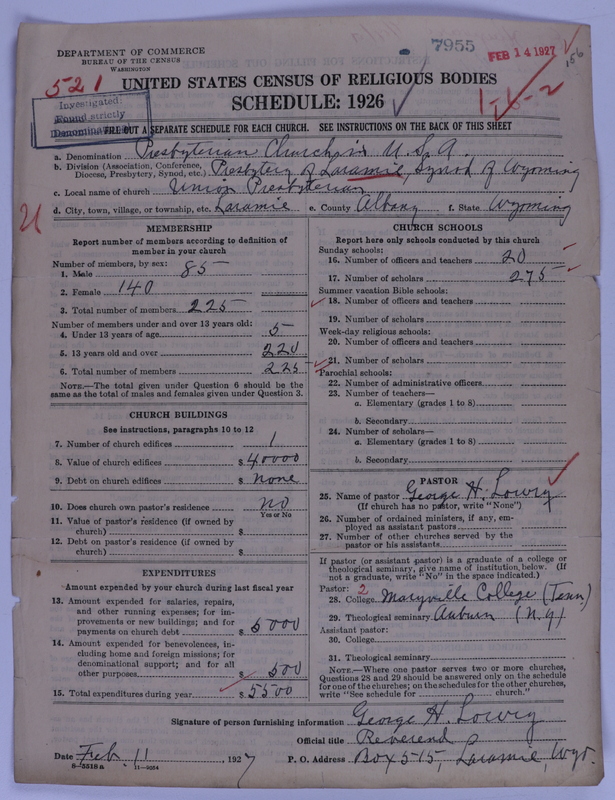 DEPARTMENT OF COMMERCE
BUREAU OF THE CENSUS
WASHINGTON
7955
FEB 14 1927
156
521
UNITED STATES CENSUS OF RELIGIOUS BODIES
SCHEDULE: 1926
1-1-2
Investigated:
Found strictly
Denominational
FILL OUT A SEPARATE SCHEDULE FOR EACH CHURCH. SEE INSTRUCTIONS ON THE BACK OF THIS SHEET
a. Denomination Presbyterian Church in U.S.A.
b. Division (Association, Conference, Diocese, Presbytery, Synod, etc.) Presbytery of Laramie, Synod of Wyoming
c. Local name of church Union Presbyterian
d. City, town, village, or township, etc. Laramie e. County Albany f. State Wyoming
21
MEMBERSHIP
Report number of members according to definition of
member in your church
Number of members, by sex:
1. Male 85
2. Female 140
3. Total number of members 225
Number of members under and over 13 years old:
4. Under 13 years of age 5
5. 13 years old and over 220
6. Total number of members 225
NOTE.—The total given under Question 6 should be the
same as the total of males and females given under Question 3.
CHURCH BUILDINGS
See instructions, paragraphs 10 to 12
7. Number of church edifices 1
8. Value of church edifices $ 40000
9. Debt on church edifices $ none
10. Does church own pastor's residence no
Yes or No
11. Value of pastor's residence (if owned by
church) $
12. Debt on pastor's residence (if owned by
church) $
EXPENDITURES
Amount expended by your church during last fiscal year
13. Amount expended for salaries, repairs,
and other running expenses; for im-
provements or new buildings; and for
payments on church debt $ 5000
14. Amount expended for benevolences, in-
cluding home and foreign missions; for
denominational support; and for all
other purposes $ 500
15. Total expenditures during year $ 5500
CHURCH SCHOOLS
Report here only schools conducted by this church
Sunday schools:
16. Number of officers and teachers 20
17. Number of scholars 275
Summer vacation Bible schools:
18. Number of officers and teachers
19. Number of scholars
Week-day religious schools:
20. Number of officers and teachers
21. Number of scholars
Parochial schools:
22. Number of administrative officers
23. Number of teachers—
a. Elementary (grades 1 to 8)
b. Secondary
24. Number of scholars—
a. Elementary (grades 1 to 8)
b. Secondary
PASTOR
25. Name of pastor George H. Lowry
(If church has no pastor, write "None")
26. Number of ordained ministers, if any, em-
ployed as assistant pastors
27. Number of other churches served by the
pastor or his assistants
If pastor (or assistant pastor) is a graduate of a college or
theological seminary, give name of institution below. (If
not a graduate, write "No" in the space indicated.)
Pastor: 2
28. College Maryville College (Tenn.)
29. Theological seminary Auburn (N.Y)
Assistant pastor:
30. College
31. Theological seminary
NOTE.—Where one pastor serves two or more churches,
Questions 28 and 29 should be answered only on the schedule
for one of the churches; on the schedules for the other churches,
write "See schedule for church."
Signature of person furnishing information George H. Lowry
Official title Reverend
Date Feb. 11 1927 P. O. Address Box 515, Laramie, Wyo.
8-5518 a 11-9054